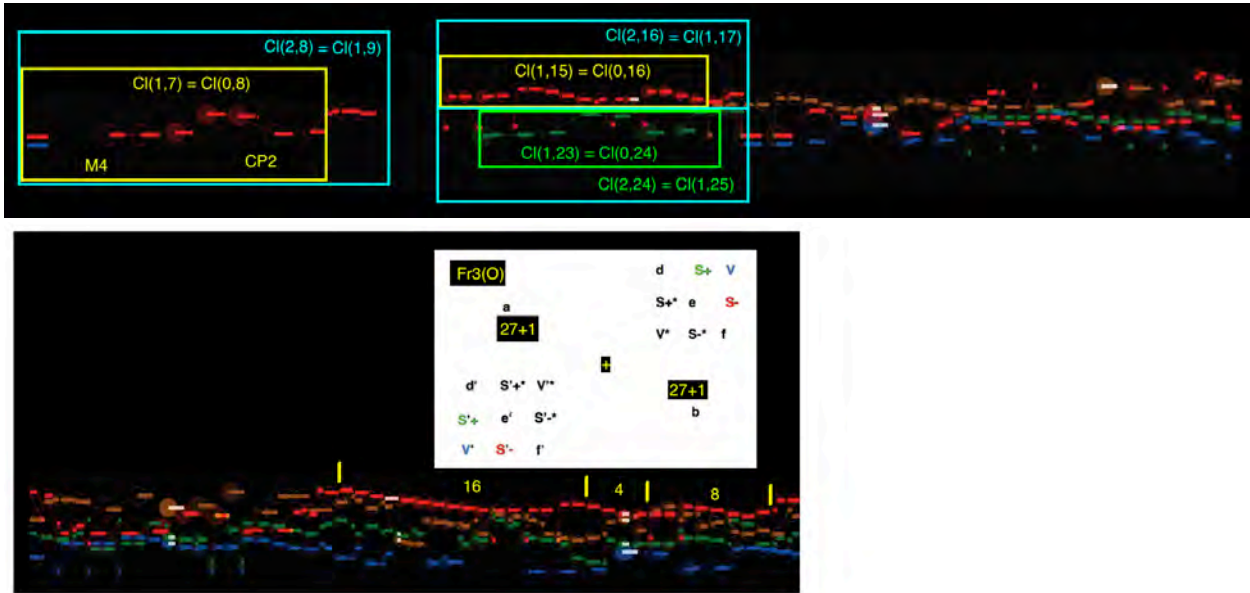 Cl(2,8) = Cl(1,9)
Cl(1,7) = Cl(0,8)
M4 CP2
Cl(2,16) = Cl(1,17)
Cl(1,15) = Cl(0,16)
Cl(1,23) = Cl(0,24)
Cl(2,24) = Cl(1,25)
Fr3(O)
a
27+1
d S+ V
S+* e S-
V* S-* f
+
27+1
b
d' S'+* V'*
S'+ e' S'-*
V' S'- f'
16 4 8